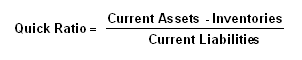 Quick Ratio = Current Assets - Inventories
Current Liabilities